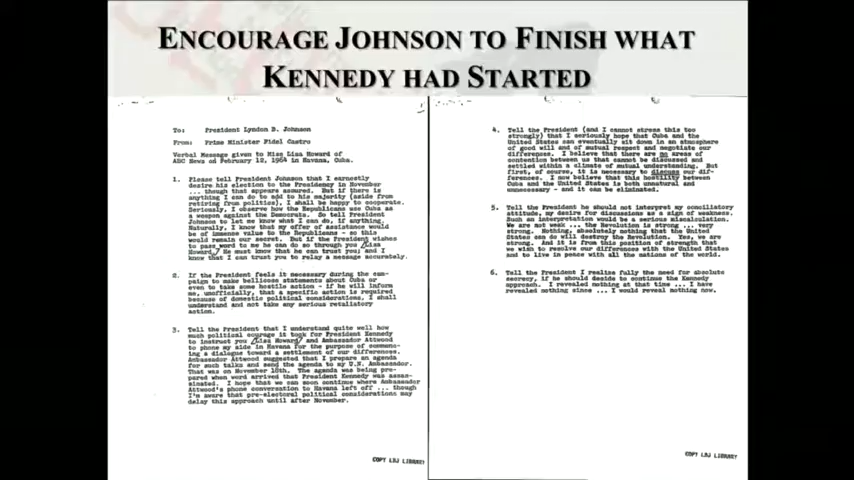 ENCOURAGE JOHNSON TO FINISH WHAT
KENNEDY HAD STARTED
To: President Lyndon B. Johnson
From: Prime Minister Fidel Castro
Verbal Message given to Miss Lisa Howard of
ABC News on February 12, 1964 in Havana, Cuba.
1. Please tell President Johnson that I earnestly
desire his election to the Presidency in November
... though that appears assured. But if there is
anything I can do to add to his majority (aside from
retiring from politics), I shall be happy to cooperate.
Seriously, I observe how the Republicans use Cuba as
a weapon against the Democrats. So tell President
Johnson to let me know what I can do, if anything.
Naturally, I know that my offer of assistance would
be of immense value to the Republicans - so this
would remain our secret. But if the President wishes
to pass word to me he can do so through you [Lisa
Howard]. He must know that he can trust you; and I
know that I can trust you to relay a message accurately.
2. If the President feels it necessary during the cam-
paign to make bellicose statements about Cuba or
even to take some hostile action - if he will inform
me, unofficially, that a specific action is required
because of domestic political considerations, I shall
understand and not take any serious retaliatory
action.
3. Tell the President that I understand quite well how
much political courage it took for President Kennedy
to instruct you [Lisa Howard] and Ambassador Attwood
to phone my aide in Havana for the purpose of commenc-
ing a dialogue toward a settlement of our differences.
Ambassador Attwood suggested that I prepare an agenda
for such talks and send the agenda to my U.N. Ambassador.
That was on November 18th. The agenda was being pre-
pared when word arrived that President Kennedy was assas-
sinated. I hope that we can soon continue where Ambassador
Attwood's phone conversation to Havana left off ... though
I'm aware that pre-electoral political considerations may
delay this approach until after November.
COPY LBJ LIBRARY
4. Tell the President (and I cannot stress this too
strongly) that I seriously hope that Cuba and the
United States can eventually sit down in an atmosphere
of good will and of mutual respect and negotiate our
differences. I believe that there are no areas of
contention between us that cannot be discussed and
settled within a climate of mutual understanding. But
first, of course, it is necessary to discuss our dif-
ferences. I now believe that this hostility between
Cuba and the United States is both unnatural and
unnecessary - and it can be eliminated.
5. Tell the President he should not interpret my conciliatory
attitude, my desire for discussions as a sign of weakness.
Such an interpretation would be a serious miscalculation.
We are not weak ... the Revolution is strong ... very
strong. Nothing, absolutely nothing that the United
States can do will destroy the Revolution. Yes, we are
strong. And it is from this position of strength that
we wish to resolve our differences with the United States
and to live in peace with all the nations of the world.
6. Tell the President I realize fully the need for absolute
secrecy, if he should decide to continue the Kennedy
approach. I revealed nothing at that time ... I have
revealed nothing since ... I would reveal nothing now.
COPY LBJ LIBRARY